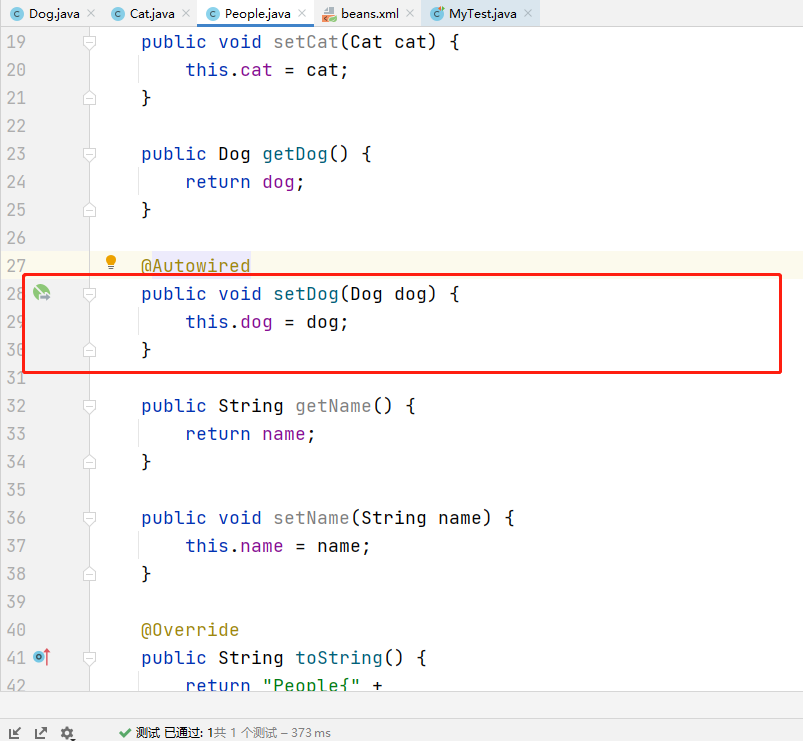 Dog.java Cat.java People.java beans.xml MyTest.java
19 public void setCat(Cat cat) {
20 this.cat = cat;
21 }
22
23 public Dog getDog() {
24 return dog;
25 }
26
27 @Autowired
28 public void setDog(Dog dog) {
29 this.dog = dog;
30 }
31
32 public String getName() {
33 return name;
34 }
35
36 public void setName(String name) {
37 this.name = name;
38 }
39
40 @Override
41 public String toString() {
42 return "People{" +
测试 已通过: 1共 1 个测试 – 373 ms